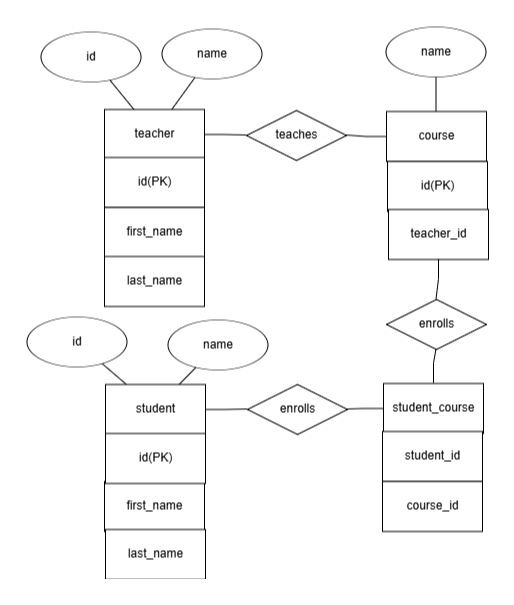 id
name
name
teacher
teaches
course
id(PK)
id(PK)
first_name
teacher_id
last_name
enrolls
id
name
student
enrolls
student_course
id(PK)
student_id
first_name
course_id
last_name